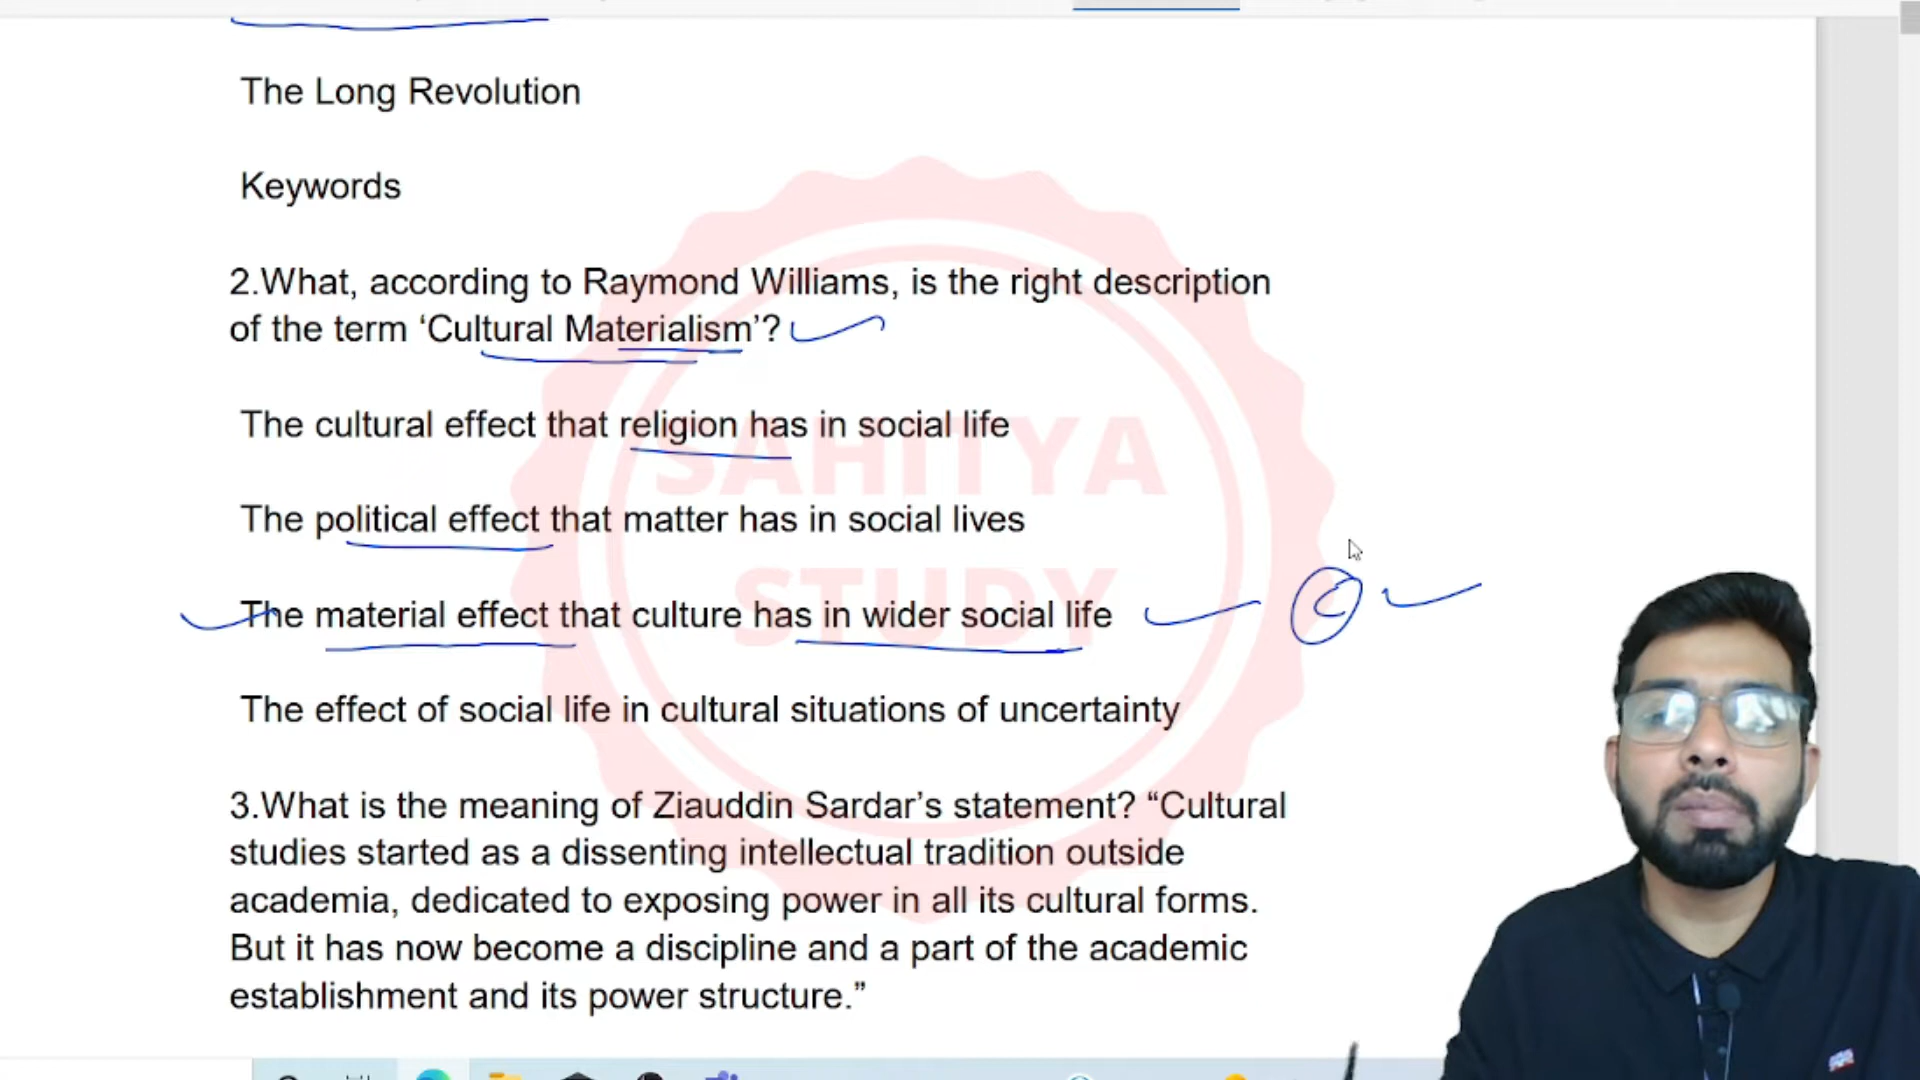 The Long Revolution
Keywords
2.What, according to Raymond Williams, is the right description
of the term ‘Cultural Materialism’?
The cultural effect that religion has in social life
The political effect that matter has in social lives
The material effect that culture has in wider social life
C
The effect of social life in cultural situations of uncertainty
3.What is the meaning of Ziauddin Sardar’s statement? “Cultural
studies started as a dissenting intellectual tradition outside
academia, dedicated to exposing power in all its cultural forms.
But it has now become a discipline and a part of the academic
establishment and its power structure.”
SAHITYA
STUDY